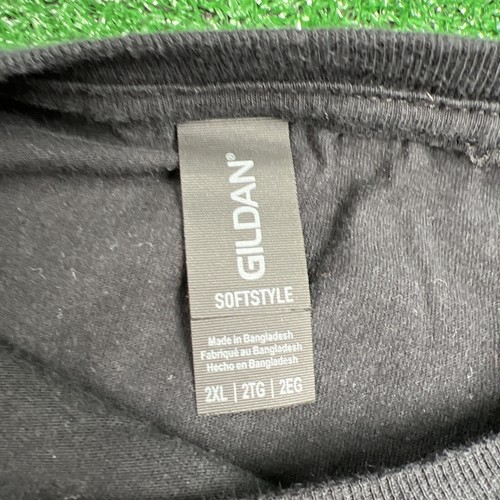 GILDAN®
SOFTSTYLE
Made in Bangladesh
Fabriqué au Bangladesh
Hecho en Bangladesh
2XL | 2TG | 2EG